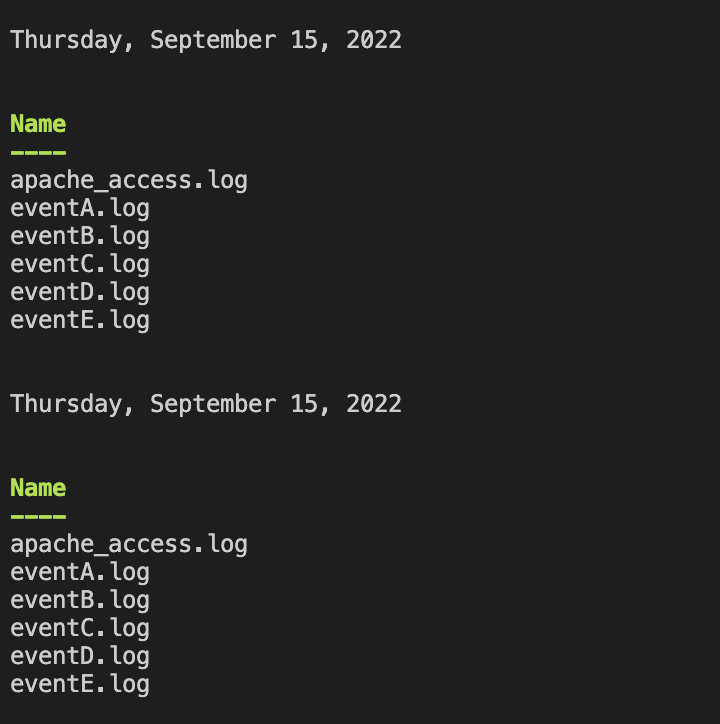 Thursday, September 15, 2022
Name
----
apache_access.log
eventA.log
eventB.log
eventC.log
eventD.log
eventE.log
Thursday, September 15, 2022
Name
----
apache_access.log
eventA.log
eventB.log
eventC.log
eventD.log
eventE.log